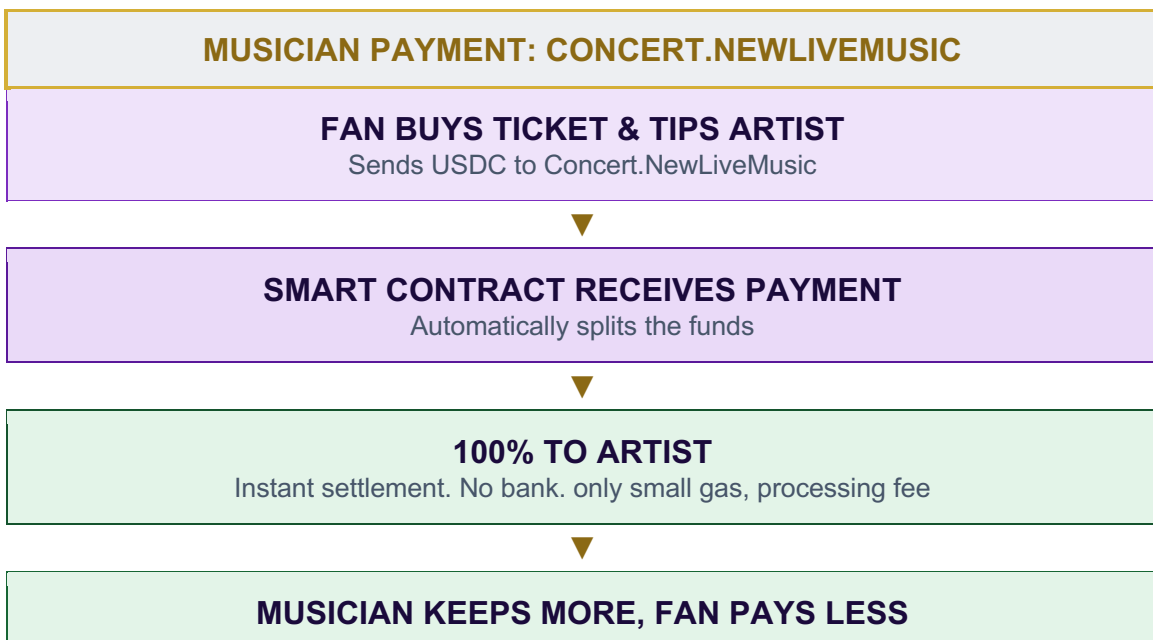 MUSICIAN PAYMENT: CONCERT.NEWLIVEMUSIC
FAN BUYS TICKET & TIPS ARTIST
Sends USDC to Concert.NewLiveMusic
▼
SMART CONTRACT RECEIVES PAYMENT
Automatically splits the funds
▼
100% TO ARTIST
Instant settlement. No bank. only small gas, processing fee
▼
MUSICIAN KEEPS MORE, FAN PAYS LESS